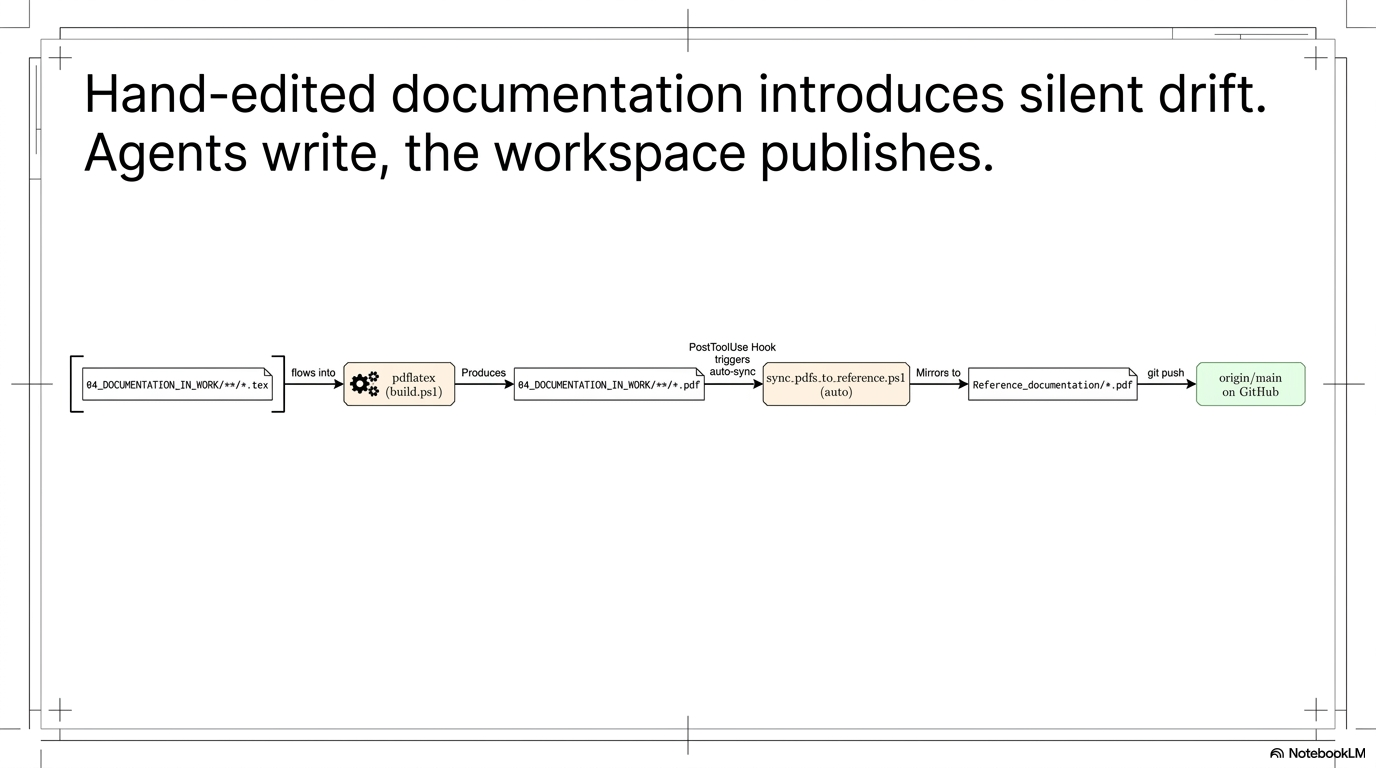 Hand-edited documentation introduces silent drift.
Agents write, the workspace publishes.
04_DOCUMENTATION_IN_WORK/**/*.tex
flows into
pdflatex
(build.ps1)
Produces
04_DOCUMENTATION_IN_WORK/**/*.pdf
PostToolUse Hook
triggers
auto-sync
sync_pdfs_to_reference.ps1
(auto)
Mirrors to
Reference_documentation/*.pdf
git push
origin/main
on GitHub
NotebookLM